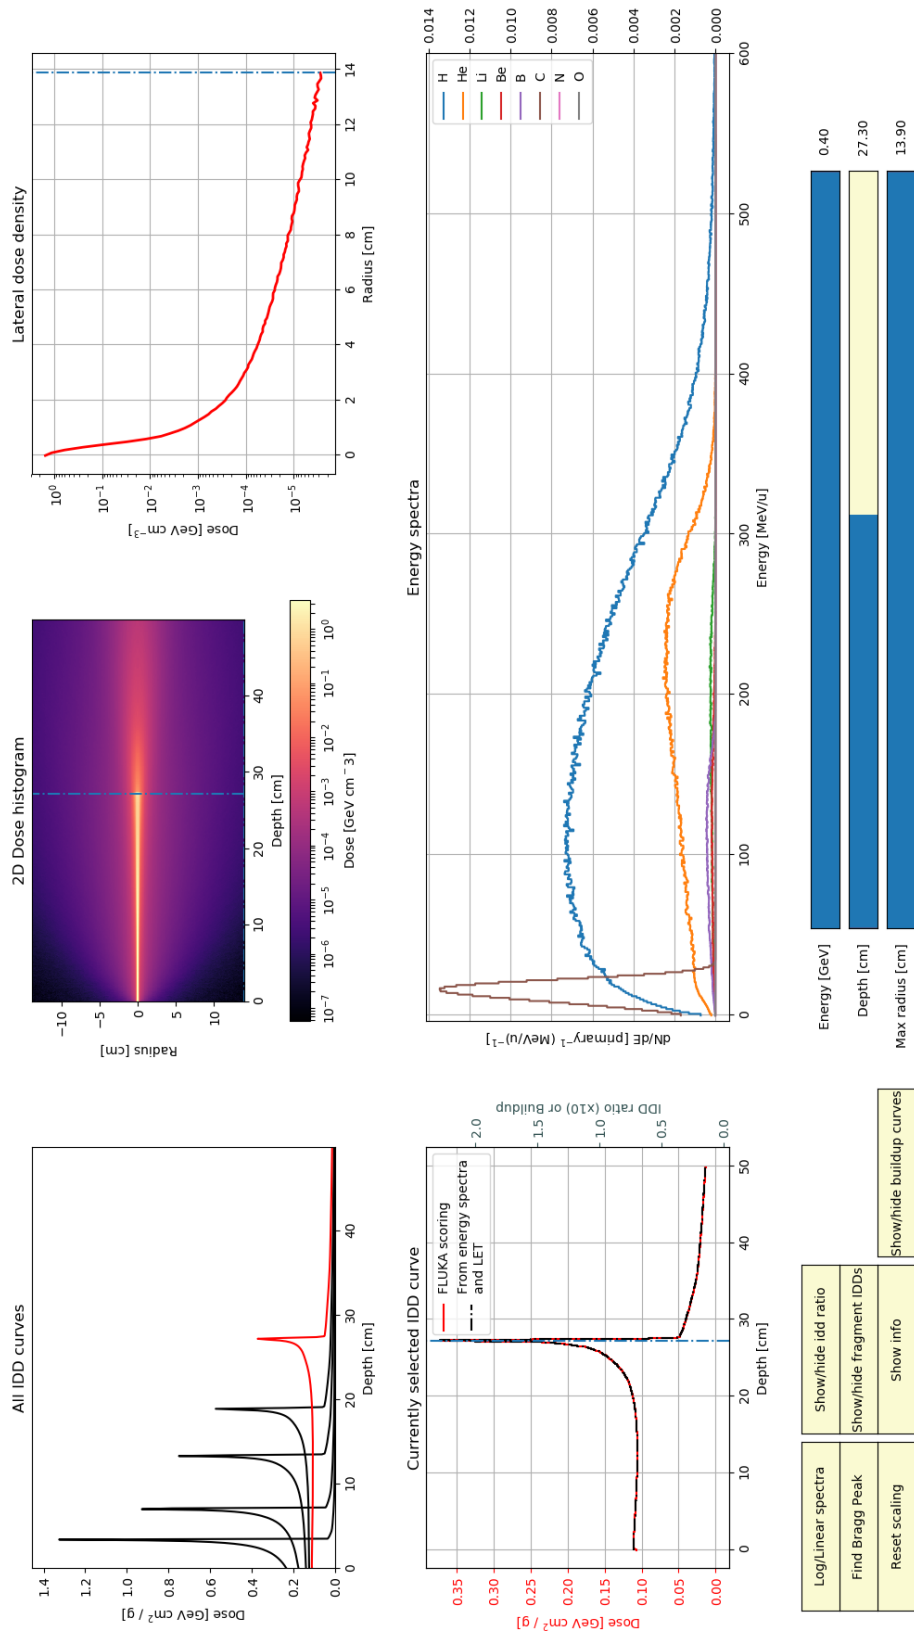 All IDD curves
Dose [GeV cm² / g]
1.4
1.2
1.0
0.8
0.6
0.4
0.2
0.0
0
10
20
30
40
Depth [cm]
2D Dose histogram
Radius [cm]
−10
−5
0
5
10
0
10
20
30
40
Depth [cm]
10⁻⁷
10⁻⁶
10⁻⁵
10⁻⁴
10⁻³
10⁻²
10⁻¹
10⁰
Dose [GeV cm⁻3]
Lateral dose density
Dose [GeV cm⁻³]
10⁰
10⁻¹
10⁻²
10⁻³
10⁻⁴
10⁻⁵
0
2
4
6
8
10
12
14
Radius [cm]
Currently selected IDD curve
Dose [GeV cm² / g]
0.35
0.30
0.25
0.20
0.15
0.10
0.05
0.00
FLUKA scoring
From energy spectra
and LET
IDD ratio (x10) or Buildup
2.0
1.5
1.0
0.5
0.0
0
10
20
30
40
50
Depth [cm]
Energy spectra
dN/dE [primary⁻¹ (MeV/u)⁻¹]
H
He
Li
Be
B
C
N
O
0.014
0.012
0.010
0.008
0.006
0.004
0.002
0.000
0
100
200
300
400
500
600
Energy [MeV/u]
Log/Linear spectra
Show/hide idd ratio
Find Bragg Peak
Show/hide fragment IDDs
Reset scaling
Show info
Show/hide buildup curves
Energy [GeV]
0.40
Depth [cm]
27.30
Max radius [cm]
13.90